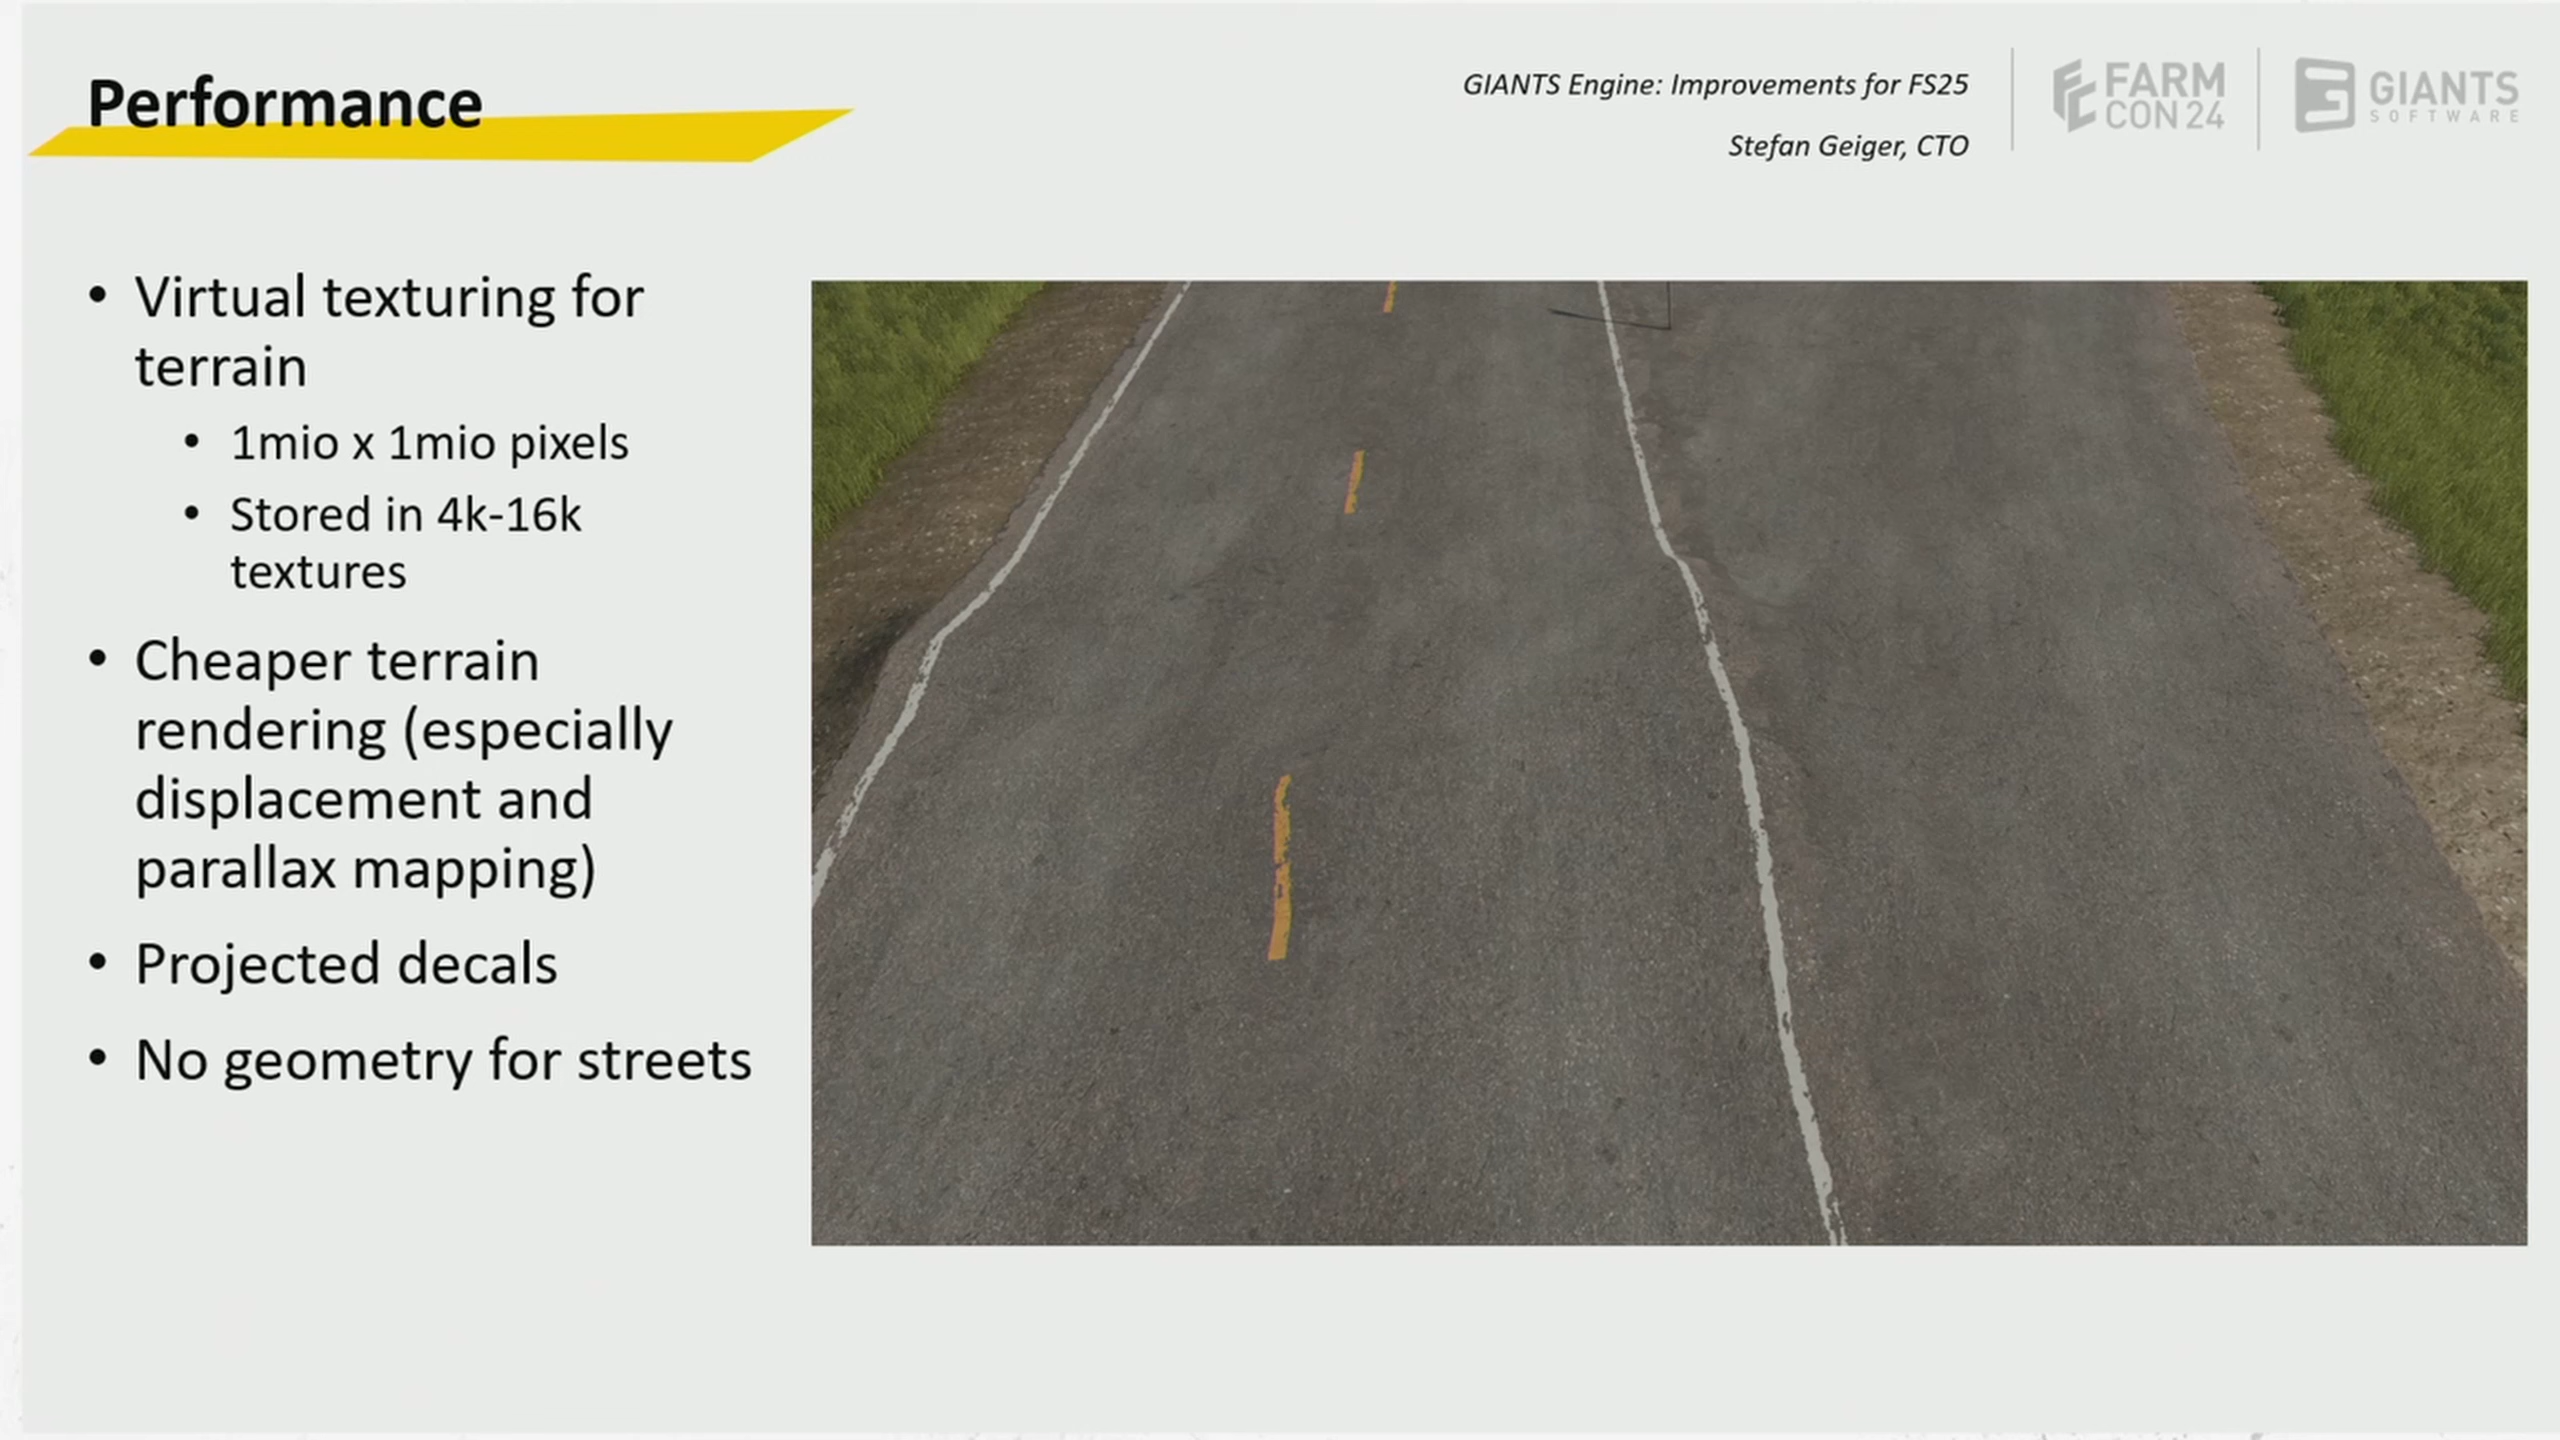 Performance
GIANTS Engine: Improvements for FS25
Stefan Geiger, CTO
FARM
CON 24
GIANTS
SOFTWARE
• Virtual texturing for
terrain
• 1mio x 1mio pixels
• Stored in 4k-16k
textures
• Cheaper terrain
rendering (especially
displacement and
parallax mapping)
• Projected decals
• No geometry for streets